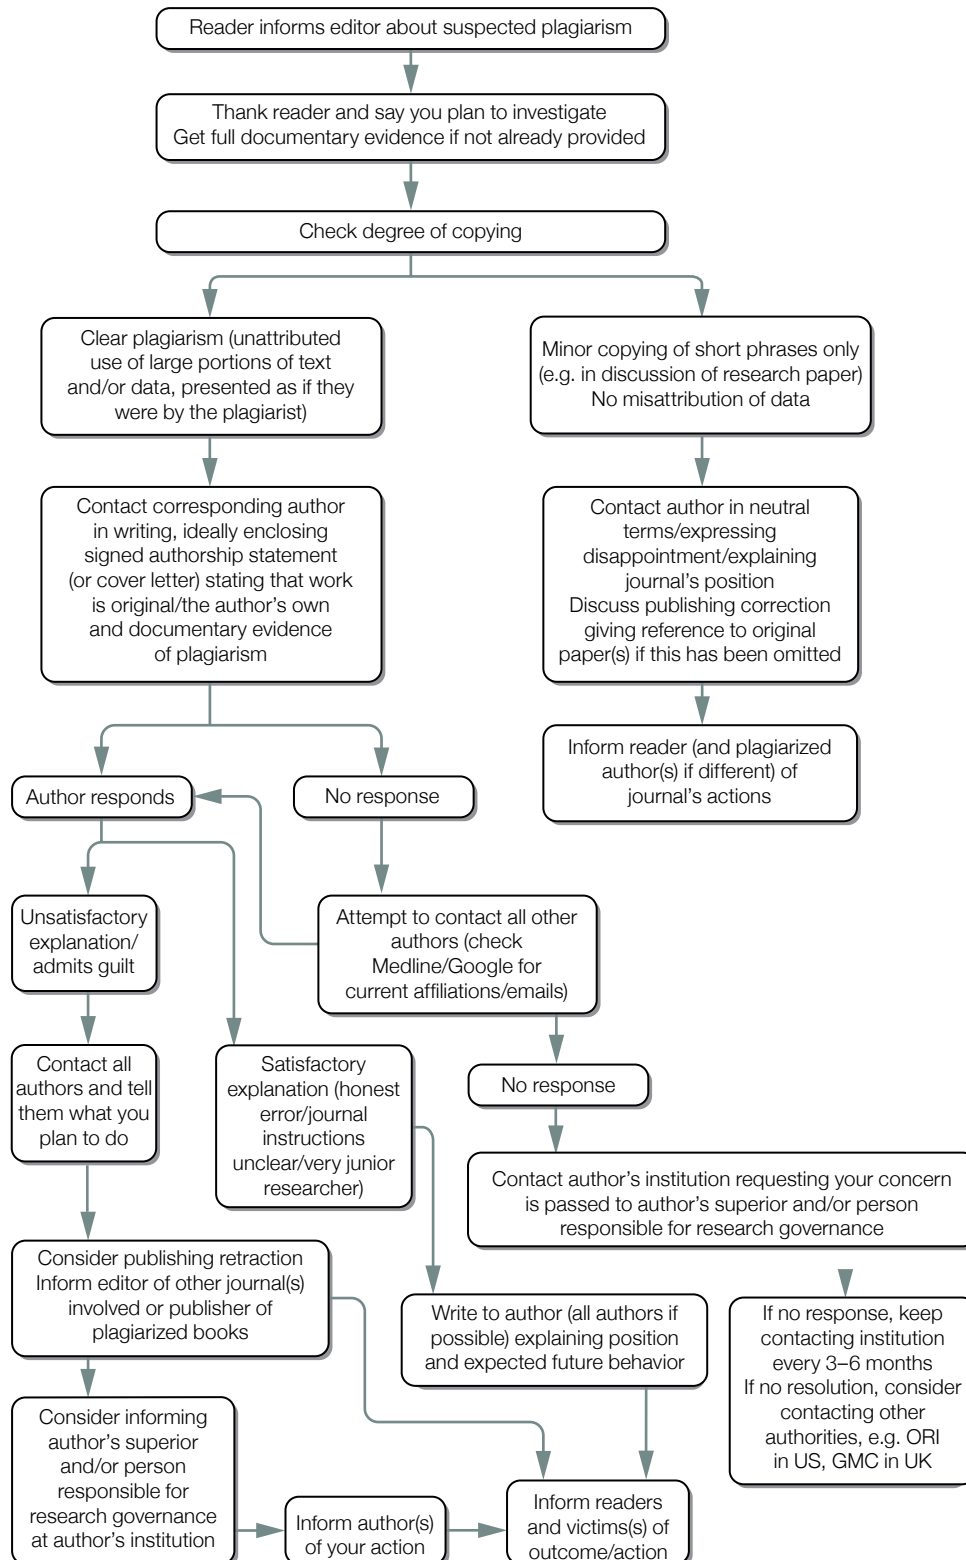 Reader informs editor about suspected plagiarism
Thank reader and say you plan to investigate
Get full documentary evidence if not already provided
Check degree of copying
Clear plagiarism (unattributed
use of large portions of text
and/or data, presented as if they
were by the plagiarist)
Minor copying of short phrases only
(e.g. in discussion of research paper)
No misattribution of data
Contact corresponding author
in writing, ideally enclosing
signed authorship statement
(or cover letter) stating that work
is original/the author’s own
and documentary evidence
of plagiarism
Contact author in neutral
terms/expressing
disappointment/explaining
journal’s position
Discuss publishing correction
giving reference to original
paper(s) if this has been omitted
Inform reader (and plagiarized
author(s) if different) of
journal’s actions
Author responds
No response
Unsatisfactory
explanation/
admits guilt
Attempt to contact all other
authors (check
Medline/Google for
current affiliations/emails)
Contact all
authors and tell
them what you
plan to do
Satisfactory
explanation (honest
error/journal
instructions
unclear/very junior
researcher)
No response
Contact author’s institution requesting your concern
is passed to author’s superior and/or person
responsible for research governance
Consider publishing retraction
Inform editor of other journal(s)
involved or publisher of
plagiarized books
Write to author (all authors if
possible) explaining position
and expected future behavior
If no response, keep
contacting institution
every 3–6 months
If no resolution, consider
contacting other
authorities, e.g. ORI
in US, GMC in UK
Consider informing
author’s superior
and/or person
responsible for
research governance
at author’s institution
Inform author(s)
of your action
Inform readers
and victims(s) of
outcome/action